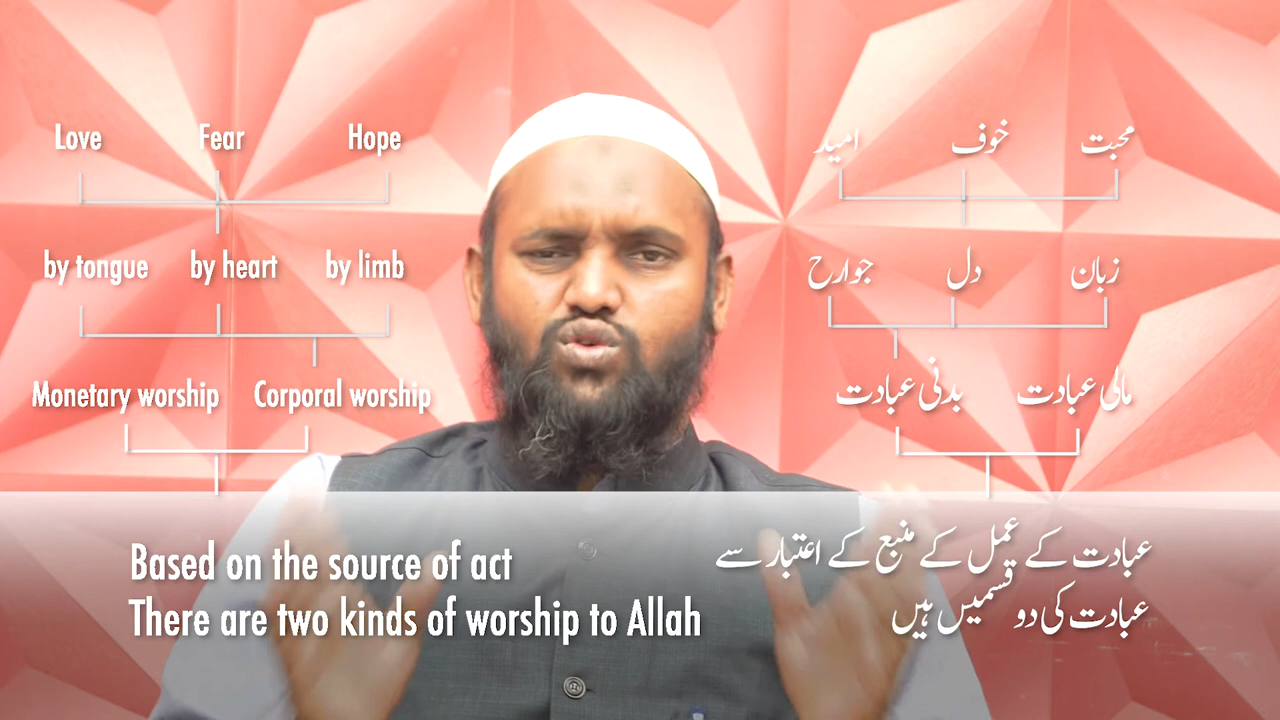 Love Fear Hope
by tongue by heart by limb
Monetary worship Corporal worship
Based on the source of act
There are two kinds of worship to Allah
محبت خوف امید
زبان دل جوارح
مالی عبادت بدنی عبادت
عبادت کے عمل کے منبع کے اعتبار سے
عبادت کی دو قسمیں ہیں